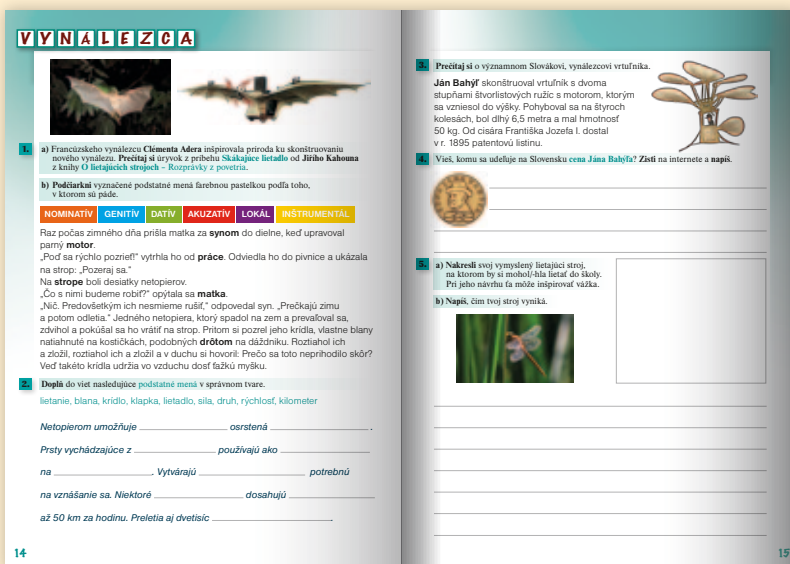 VYNÁLEZCA
1. a) Francúzskeho vynálezcu Clémenta Adera inšpirovala príroda ku skonštruovaniu
nového vynálezu. Prečítaj si úryvok z príbehu Skákajúce lietadlo od Jiřího Kahouna
z knihy O lietajúcich strojoch – Rozprávky z povetria.
b) Podčiarkni vyznačené podstatné mená farebnou pastelkou podľa toho,
v ktorom sú páde.
NOMINATÍV GENITÍV DATÍV AKUZATÍV LOKÁL INŠTRUMENTÁL
Raz počas zimného dňa prišla matka za synom do dielne, keď upravoval
parný motor.
„Poď sa rýchlo pozrieť!" vytrhla ho od práce. Odviedla ho do pivnice a ukázala
na strop: „Pozeraj sa."
Na strope boli desiatky netopierov.
„Čo s nimi budeme robiť?" opýtala sa matka.
„Nič. Predovšetkým ich nesmieme rušiť," odpovedal syn. „Prečkajú zimu
a potom odletia." Jedného netopiera, ktorý spadol na zem a prevaľoval sa,
zdvihol a pokúšal sa ho vrátiť na strop. Pritom si pozrel jeho krídla, vlastne blany
natiahnuté na kostičkách, podobných drôtom na dáždniku. Roztiahol ich
a zložil, roztiahol ich a zložil a v duchu si hovoril: Prečo sa toto neprihodilo skôr?
Veď takéto krídla udržia vo vzduchu dosť ťažkú myšku.
2. Doplň do viet nasledujúce podstatné mená v správnom tvare.
lietanie, blana, krídlo, klapka, lietadlo, sila, druh, rýchlosť, kilometer
Netopierom umožňuje ____ osrstená ____.
Prsty vychádzajúce z ____ používajú ako ____
na ____. Vytvárajú ____ potrebnú
na vznášanie sa. Niektoré ____ dosahujú ____
až 50 km za hodinu. Preletia aj dvetisíc ____.
14
3. Prečítaj si o významnom Slovákovi, vynálezcovi vrtuľníka.
Ján Bahýľ skonštruoval vrtuľník s dvoma
stupňami štvorlistových ružíc s motorom, ktorým
sa vzniesol do výšky. Pohyboval sa na štyroch
kolesách, bol dlhý 6,5 metra a mal hmotnosť
50 kg. Od cisára Františka Jozefa I. dostal
v r. 1895 patentovú listinu.
4. Vieš, komu sa udeľuje na Slovensku cena Jána Bahýľa? Zisti na internete a napíš.
5. a) Nakresli svoj vymyslený lietajúci stroj,
na ktorom by si mohol/-hla lietať do školy.
Pri jeho návrhu ťa môže inšpirovať vážka.
b) Napíš, čím tvoj stroj vyniká.
15